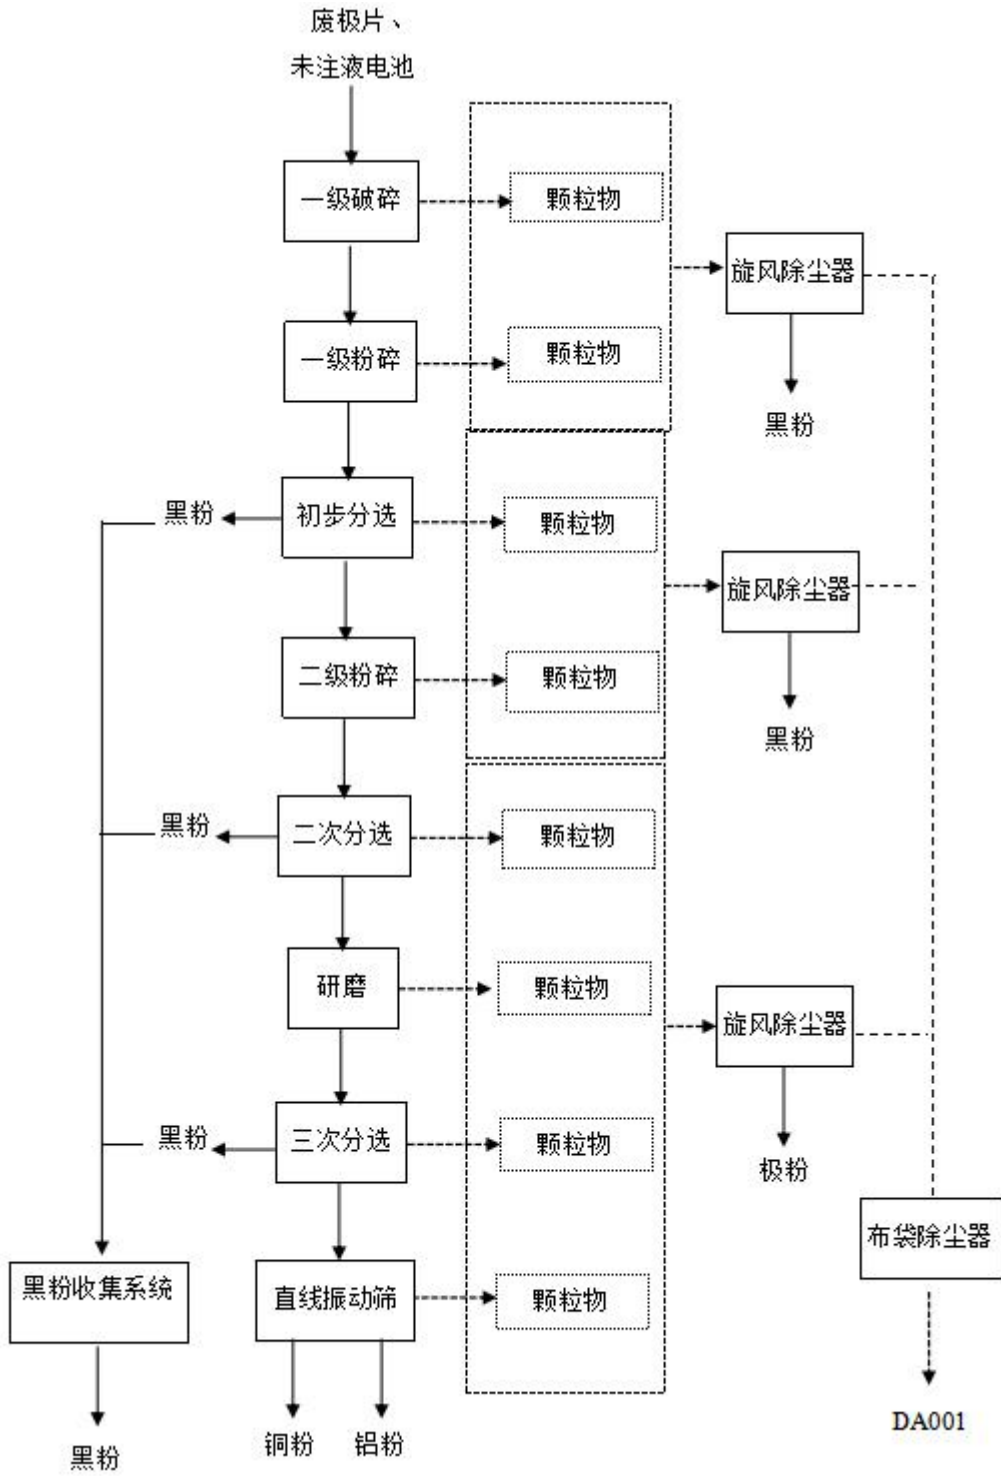 废极片、
未注液电池
一级破碎
颗粒物
旋风除尘器
一级粉碎
颗粒物
黑粉
黑粉
初步分选
颗粒物
旋风除尘器
二级粉碎
颗粒物
黑粉
黑粉
二次分选
颗粒物
研磨
颗粒物
旋风除尘器
黑粉
三次分选
颗粒物
极粉
布袋除尘器
黑粉收集系统
直线振动筛
颗粒物
DA001
铜粉
铝粉
黑粉